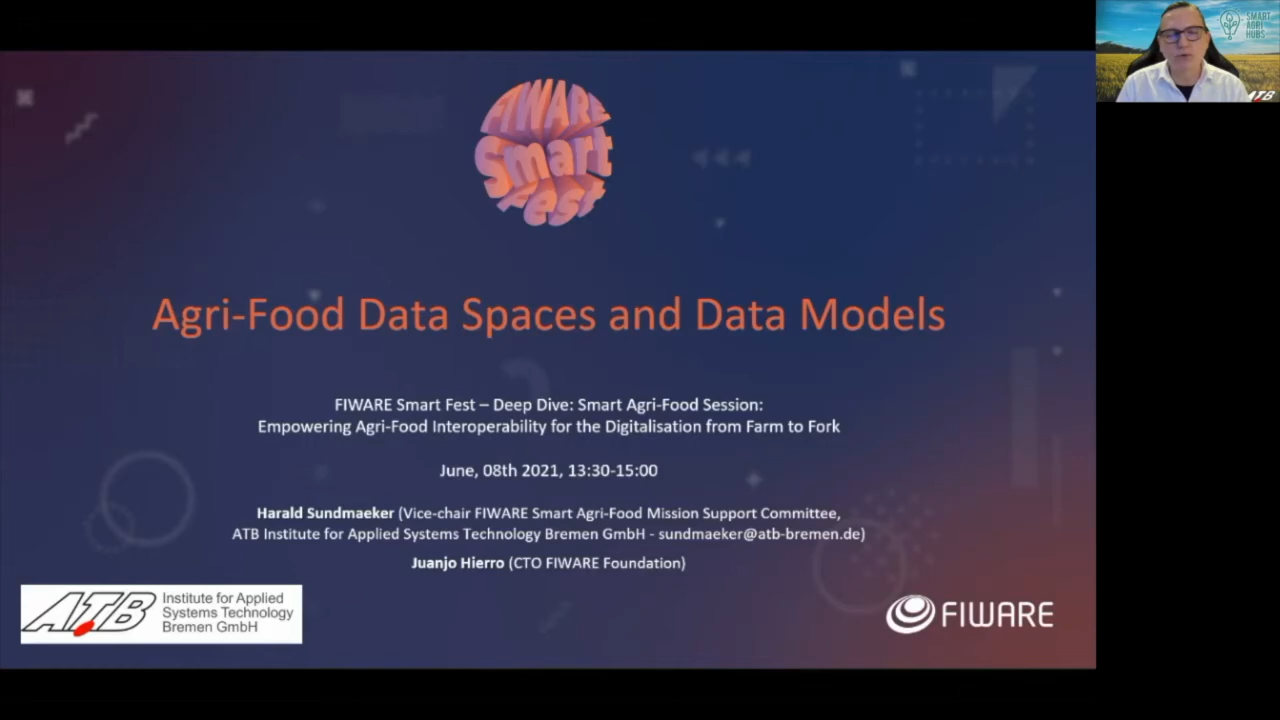 FIWARE
Smart
Fest
SMART
AGRI
HUBS
ATB
Agri-Food Data Spaces and Data Models
FIWARE Smart Fest – Deep Dive: Smart Agri-Food Session:
Empowering Agri-Food Interoperability for the Digitalisation from Farm to Fork
June, 08th 2021, 13:30-15:00
Harald Sundmaeker (Vice-chair FIWARE Smart Agri-Food Mission Support Committee,
ATB Institute for Applied Systems Technology Bremen GmbH - sundmaeker@atb-bremen.de)
Juanjo Hierro (CTO FIWARE Foundation)
ATB
Institute for Applied
Systems Technology
Bremen GmbH
FIWARE